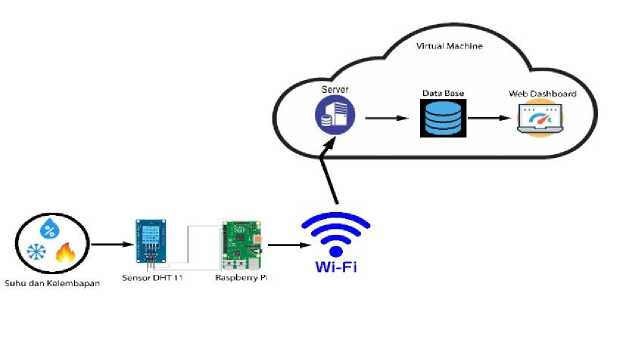 Virtual Machine
Server
Data Base
Web Dashboard
Suhu dan Kelembapan
Sensor DHT 11
Raspberry Pi
Wi-Fi